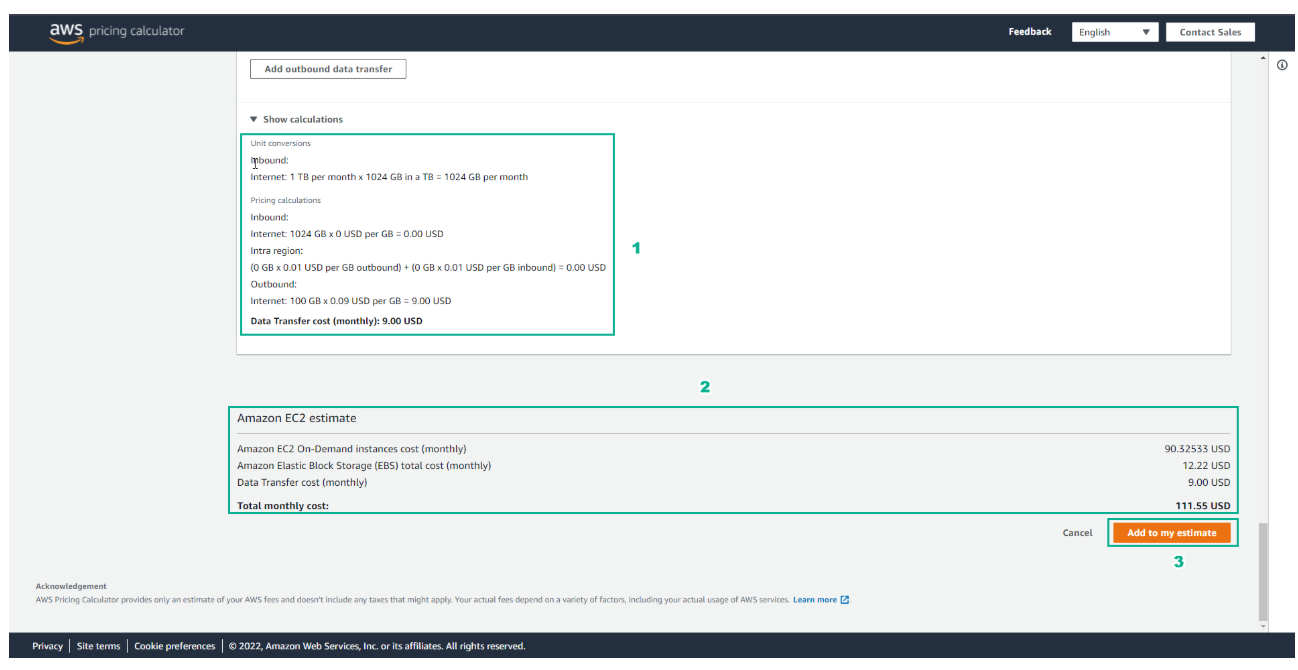 aws pricing calculator
Feedback
English
Contact Sales
Add outbound data transfer
Show calculations
Unit conversions
Inbound:
Internet: 1 TB per month x 1024 GB in a TB = 1024 GB per month
Pricing calculations
Inbound:
Internet: 1024 GB x 0 USD per GB = 0.00 USD
Intra region:
(0 GB x 0.01 USD per GB outbound) + (0 GB x 0.01 USD per GB inbound) = 0.00 USD
Outbound:
Internet: 100 GB x 0.09 USD per GB = 9.00 USD
Data Transfer cost (monthly): 9.00 USD
1
2
Amazon EC2 estimate
Amazon EC2 On-Demand instances cost (monthly) 90.32533 USD
Amazon Elastic Block Storage (EBS) total cost (monthly) 12.22 USD
Data Transfer cost (monthly) 9.00 USD
Total monthly cost: 111.55 USD
Cancel
Add to my estimate
3
Acknowledgement
AWS Pricing Calculator provides only an estimate of your AWS fees and doesn't include any taxes that might apply. Your actual fees depend on a variety of factors, including your actual usage of AWS services. Learn more
Privacy | Site terms | Cookie preferences | © 2022, Amazon Web Services, Inc. or its affiliates. All rights reserved.